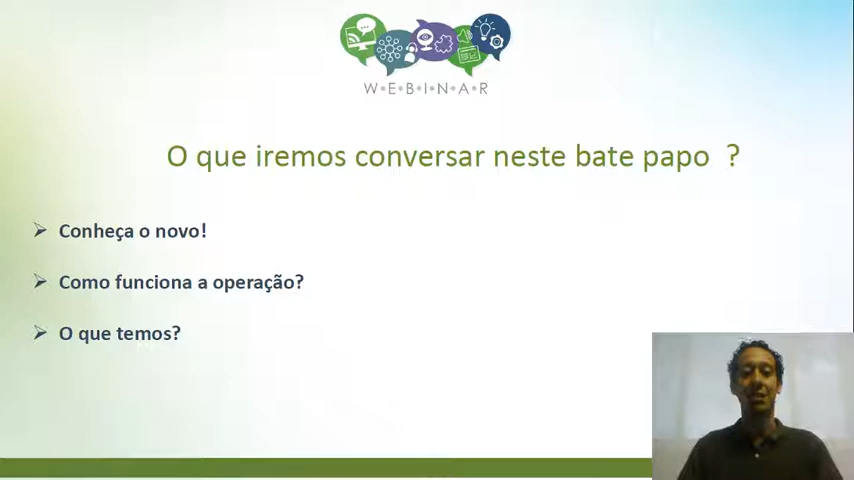 W•E•B•I•N•A•R
O que iremos conversar neste bate papo ?
Conheça o novo!
Como funciona a operação?
O que temos?